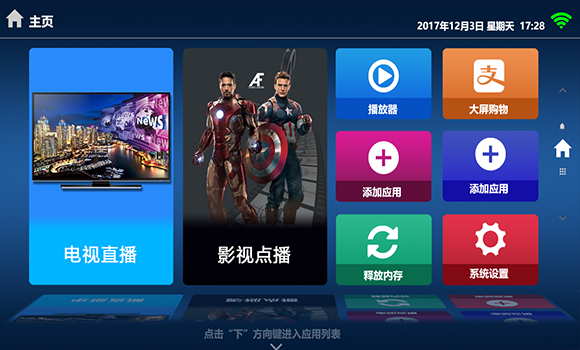 主页
2017年12月3日 星期天 17:28
NEWS
电视直播
影视点播
播放器
大屏购物
添加应用
添加应用
释放内存
系统设置
点击“下”方向键进入应用列表